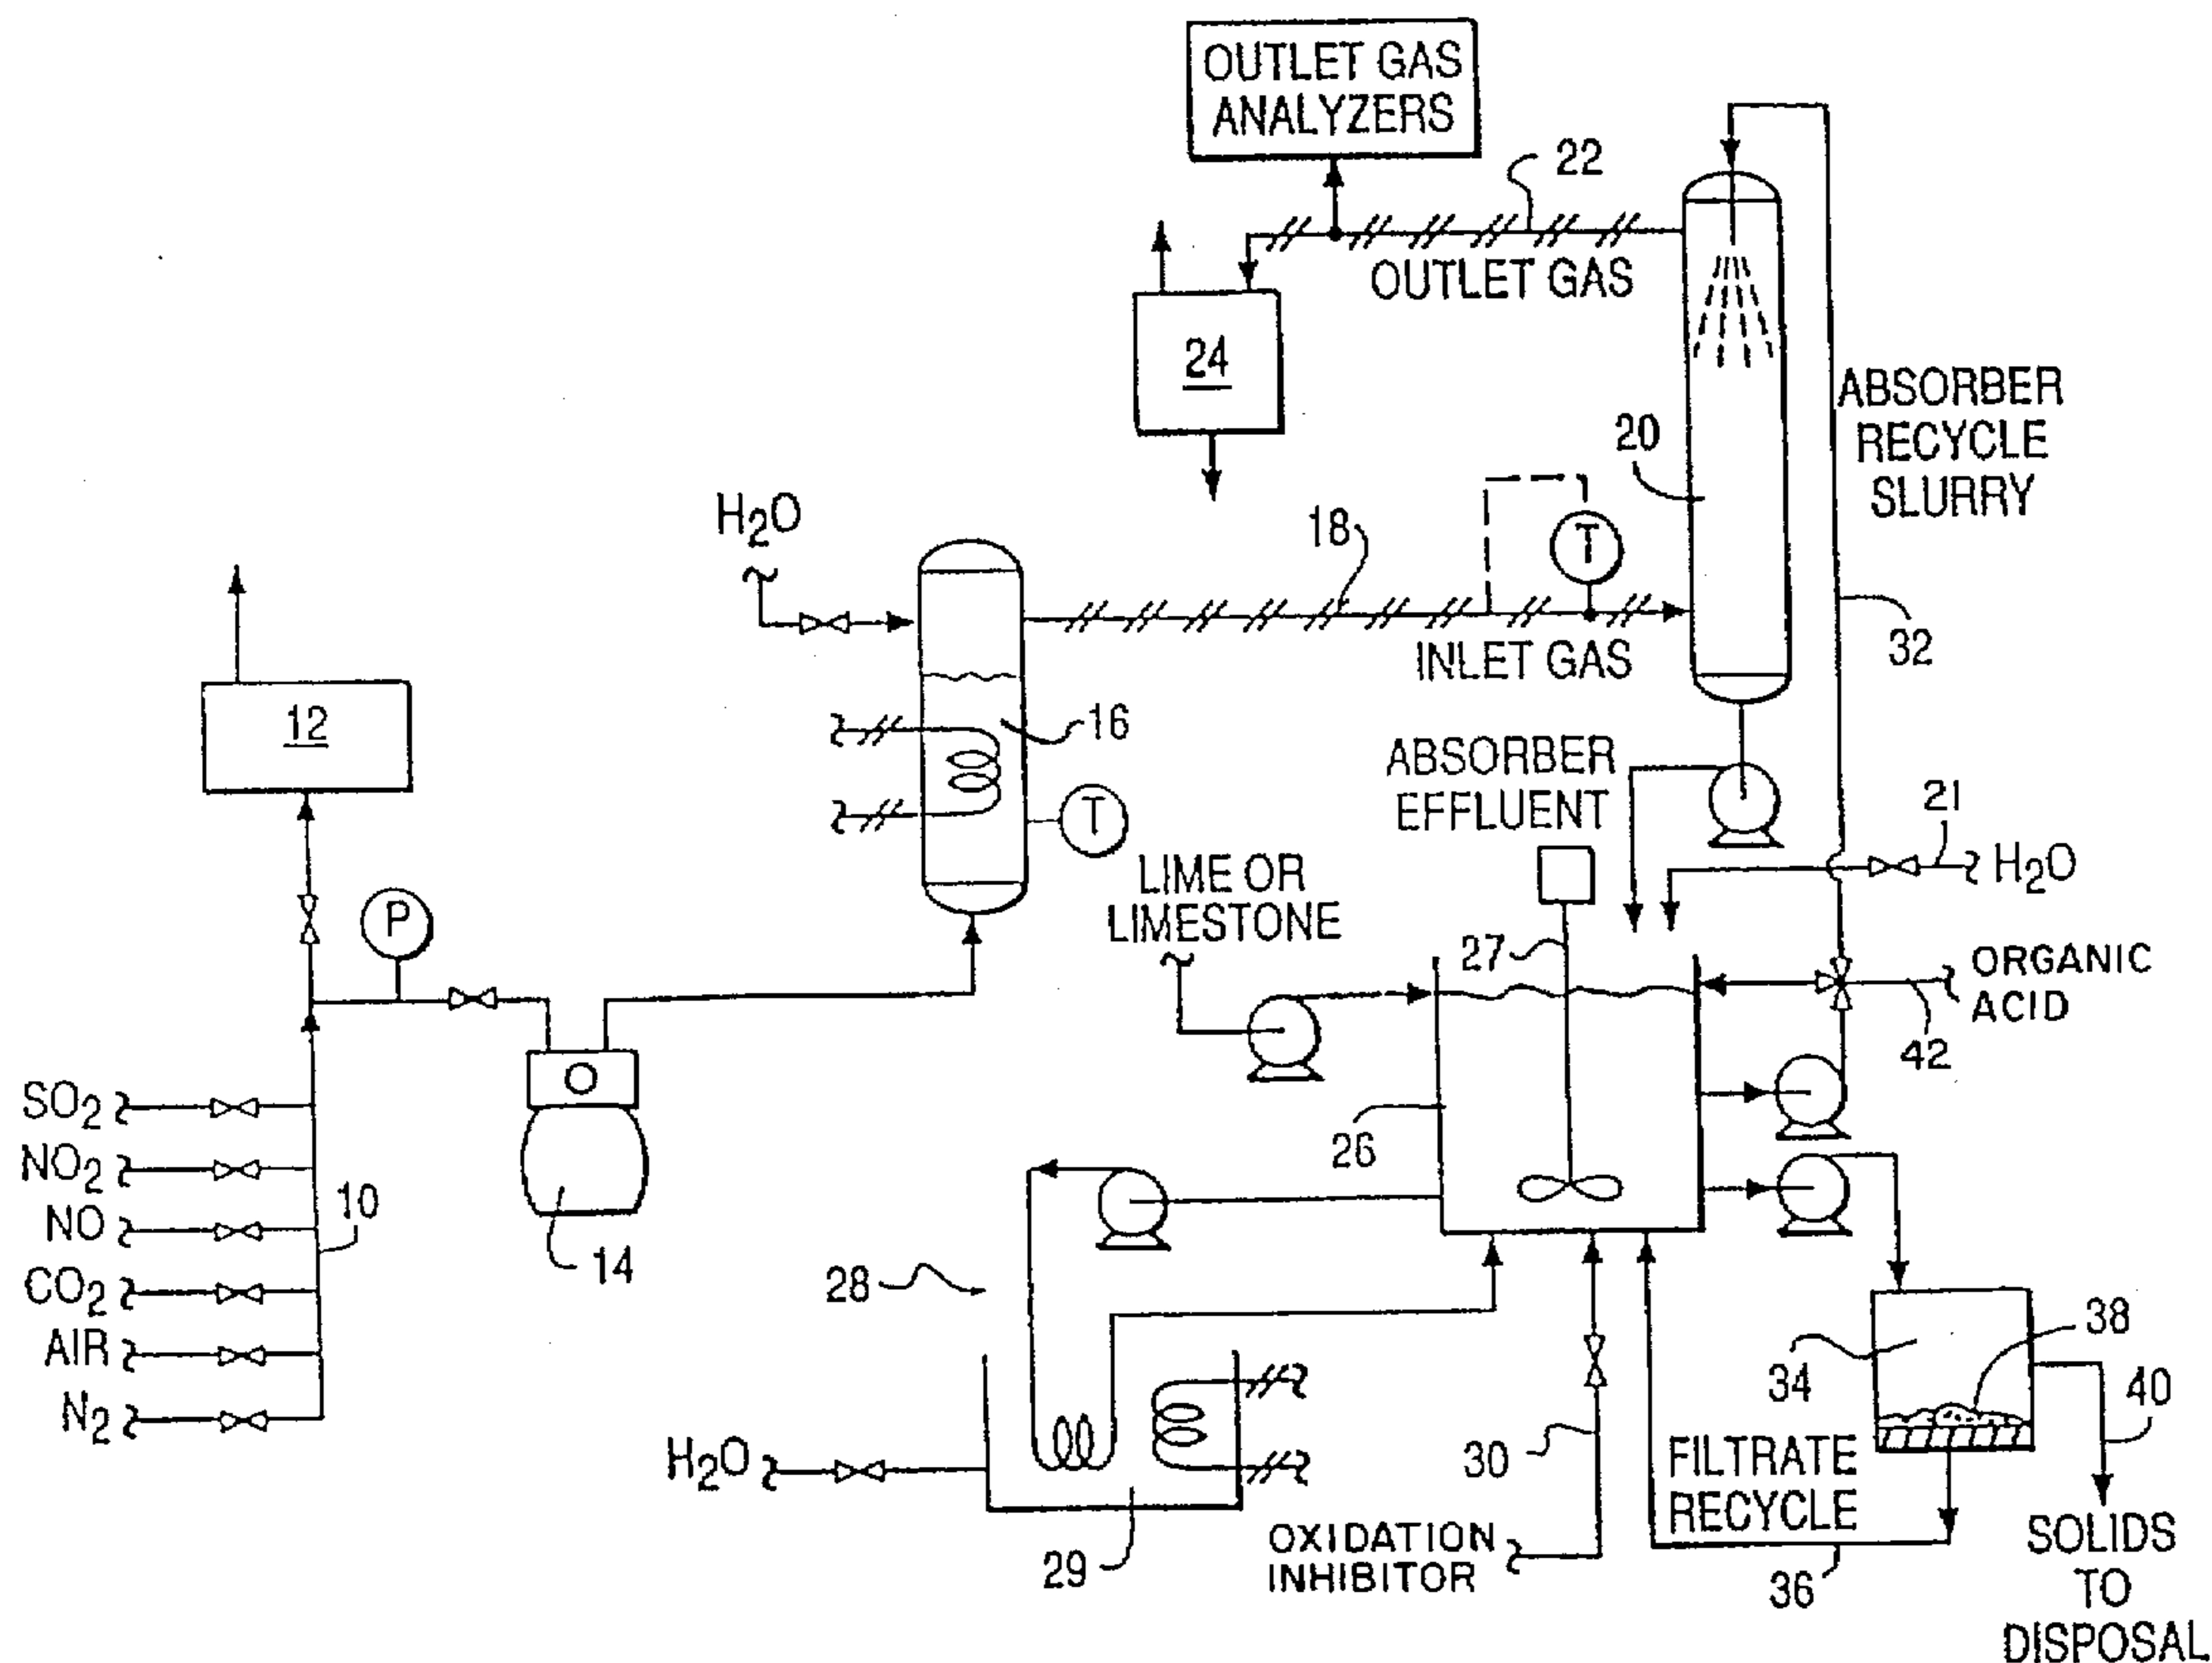 OUTLET GAS
ANALYZERS
22
OUTLET GAS
24
20
ABSORBER
RECYCLE
SLURRY
H2O
18
T
INLET GAS
32
12
16
T
ABSORBER
EFFLUENT
21
H2O
P
LIME OR
LIMESTONE
27
ORGANIC
ACID
42
SO2
NO2
NO
CO2
AIR
N2
10
14
26
28
38
34
40
H2O
29
30
OXIDATION
INHIBITOR
FILTRATE
RECYCLE
36
SOLIDS
TO
DISPOSAL